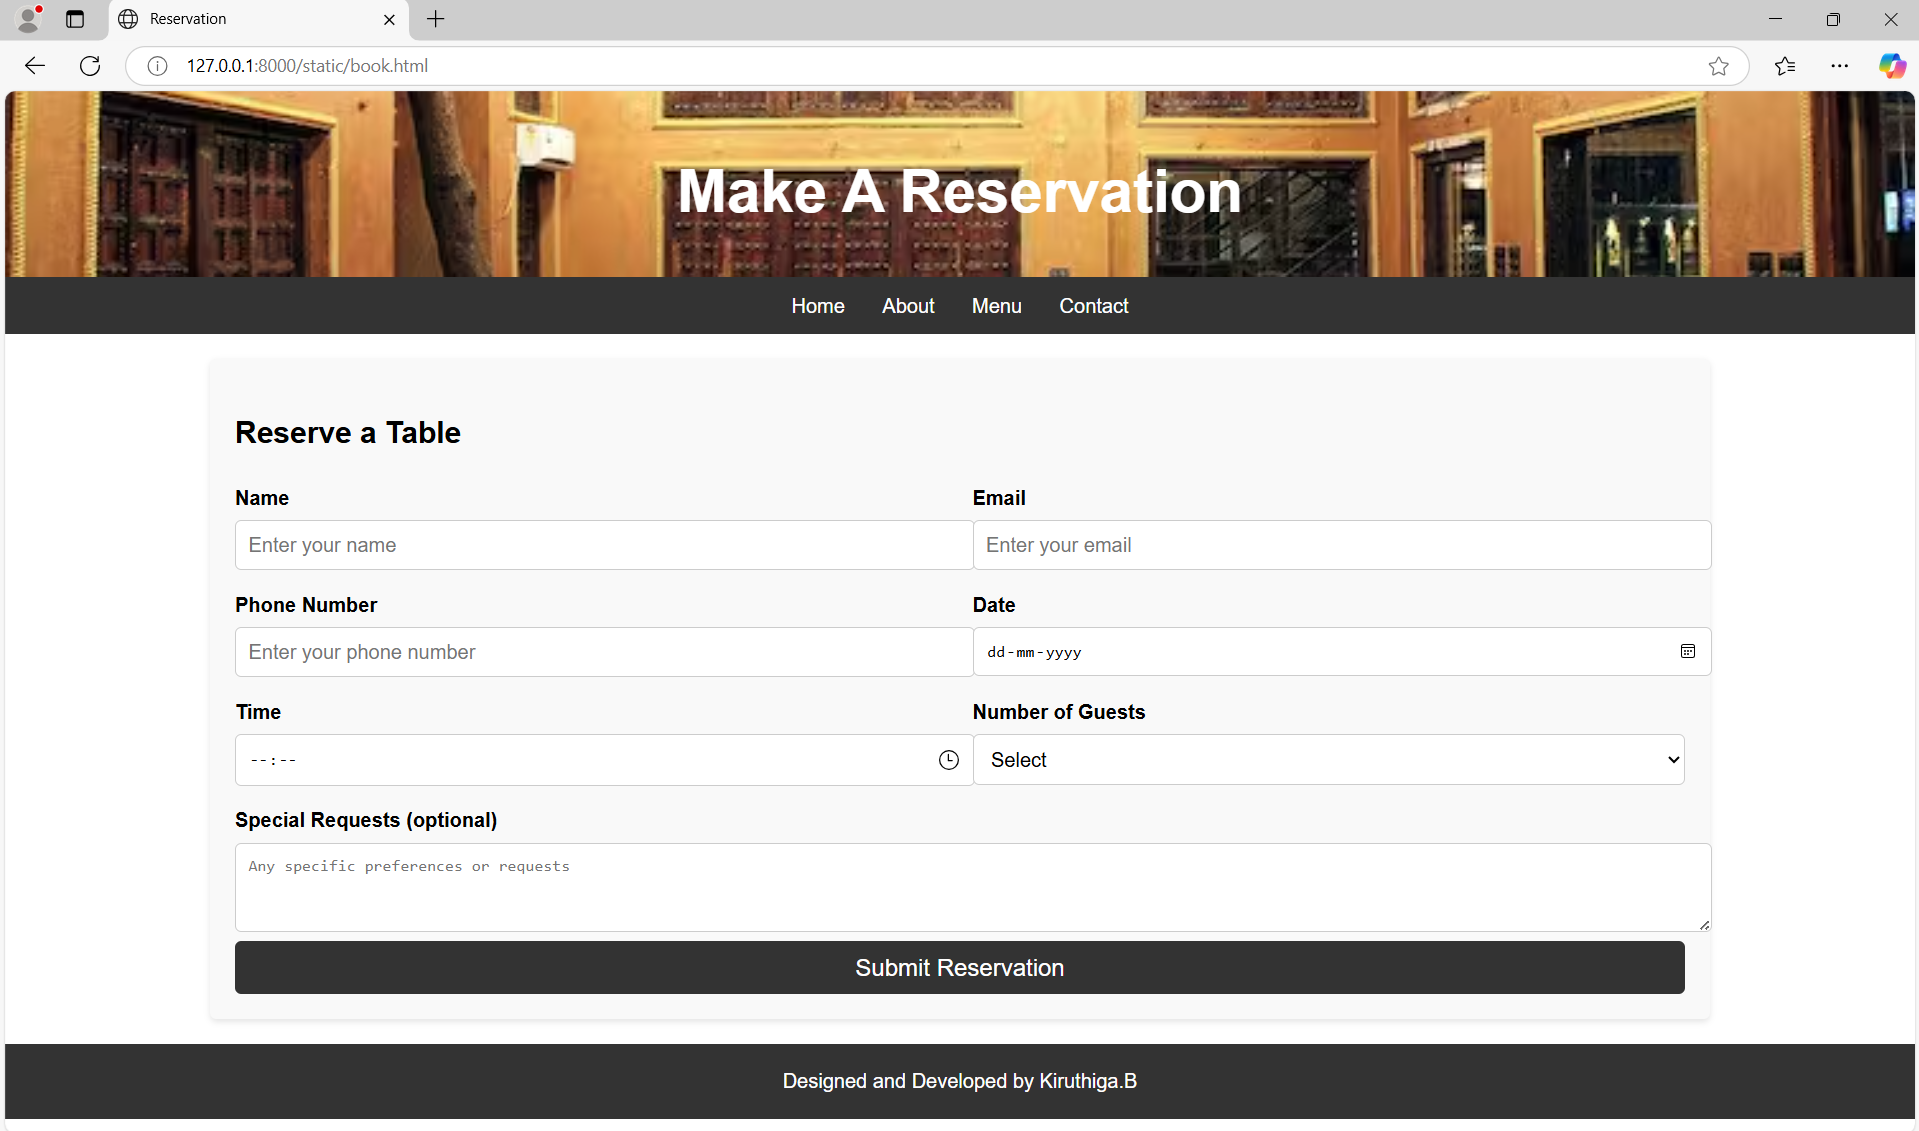 Reservation
127.0.0.1:8000/static/book.html
Make A Reservation
Home About Menu Contact
Reserve a Table
Name Email
Enter your name Enter your email
Phone Number Date
Enter your phone number dd-mm-yyyy
Time Number of Guests
--:-- Select
Special Requests (optional)
Any specific preferences or requests
Submit Reservation
Designed and Developed by Kiruthiga.B